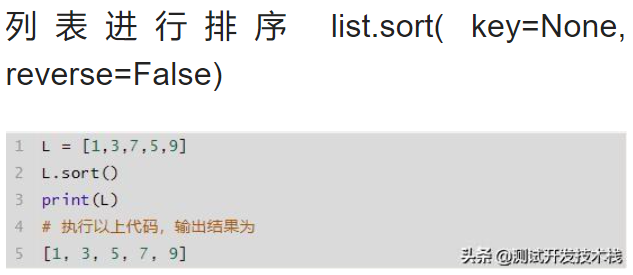 列表进行排序 list.sort( key=None,
reverse=False)
1 L = [1,3,7,5,9]
2 L.sort()
3 print(L)
4 # 执行以上代码，输出结果为
5 [1, 3, 5, 7, 9]
头条 @测试开发技术栈